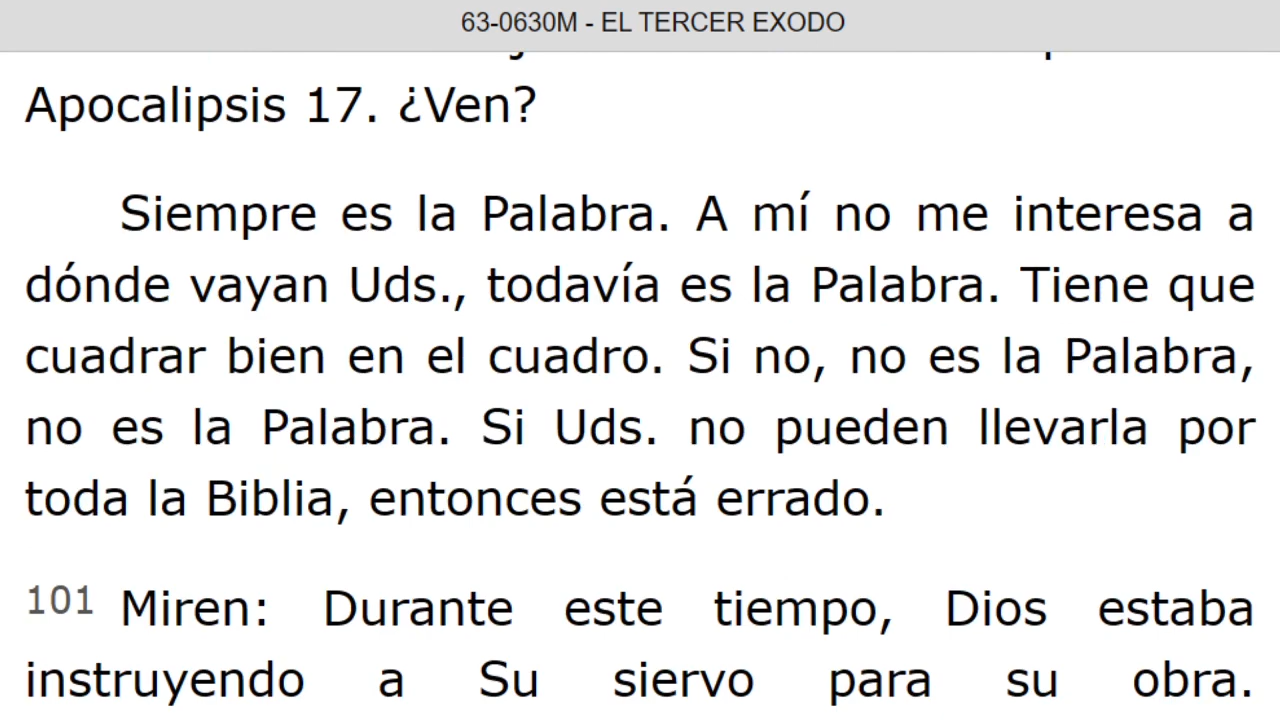 63-0630M - EL TERCER EXODO
Apocalipsis 17. ¿Ven?
Siempre es la Palabra. A mí no me interesa a
dónde vayan Uds., todavía es la Palabra. Tiene que
cuadrar bien en el cuadro. Si no, no es la Palabra,
no es la Palabra. Si Uds. no pueden llevarla por
toda la Biblia, entonces está errado.
101 Miren: Durante este tiempo, Dios estaba
instruyendo a Su siervo para su obra.